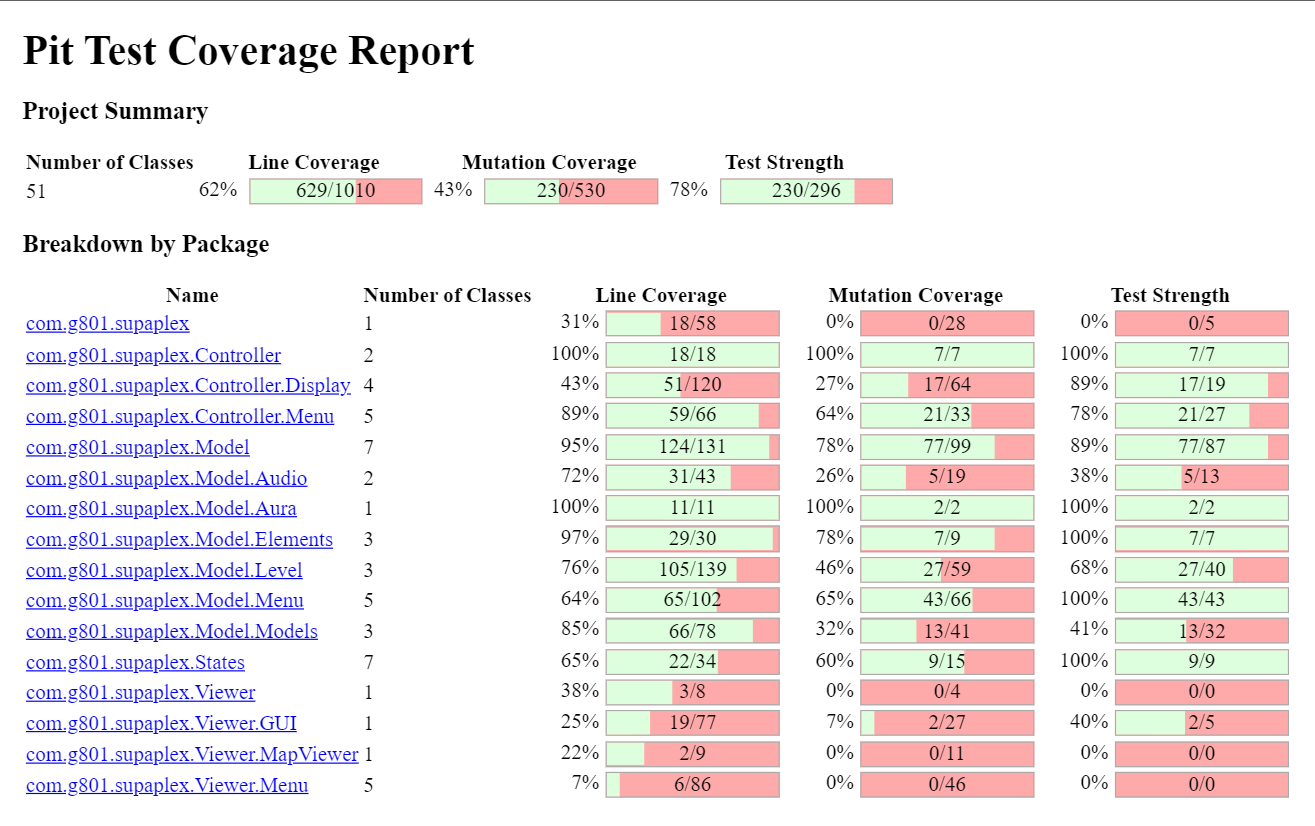 Pit Test Coverage Report
Project Summary
Number of Classes Line Coverage Mutation Coverage Test Strength
51 62% 629/1010 43% 230/530 78% 230/296
Breakdown by Package
Name Number of Classes Line Coverage Mutation Coverage Test Strength
com.g801.supaplex 1 31% 18/58 0% 0/28 0% 0/5
com.g801.supaplex.Controller 2 100% 18/18 100% 7/7 100% 7/7
com.g801.supaplex.Controller.Display 4 43% 51/120 27% 17/64 89% 17/19
com.g801.supaplex.Controller.Menu 5 89% 59/66 64% 21/33 78% 21/27
com.g801.supaplex.Model 7 95% 124/131 78% 77/99 89% 77/87
com.g801.supaplex.Model.Audio 2 72% 31/43 26% 5/19 38% 5/13
com.g801.supaplex.Model.Aura 1 100% 11/11 100% 2/2 100% 2/2
com.g801.supaplex.Model.Elements 3 97% 29/30 78% 7/9 100% 7/7
com.g801.supaplex.Model.Level 3 76% 105/139 46% 27/59 68% 27/40
com.g801.supaplex.Model.Menu 5 64% 65/102 65% 43/66 100% 43/43
com.g801.supaplex.Model.Models 3 85% 66/78 32% 13/41 41% 13/32
com.g801.supaplex.States 7 65% 22/34 60% 9/15 100% 9/9
com.g801.supaplex.Viewer 1 38% 3/8 0% 0/4 0% 0/0
com.g801.supaplex.Viewer.GUI 1 25% 19/77 7% 2/27 40% 2/5
com.g801.supaplex.Viewer.MapViewer 1 22% 2/9 0% 0/11 0% 0/0
com.g801.supaplex.Viewer.Menu 5 7% 6/86 0% 0/46 0% 0/0